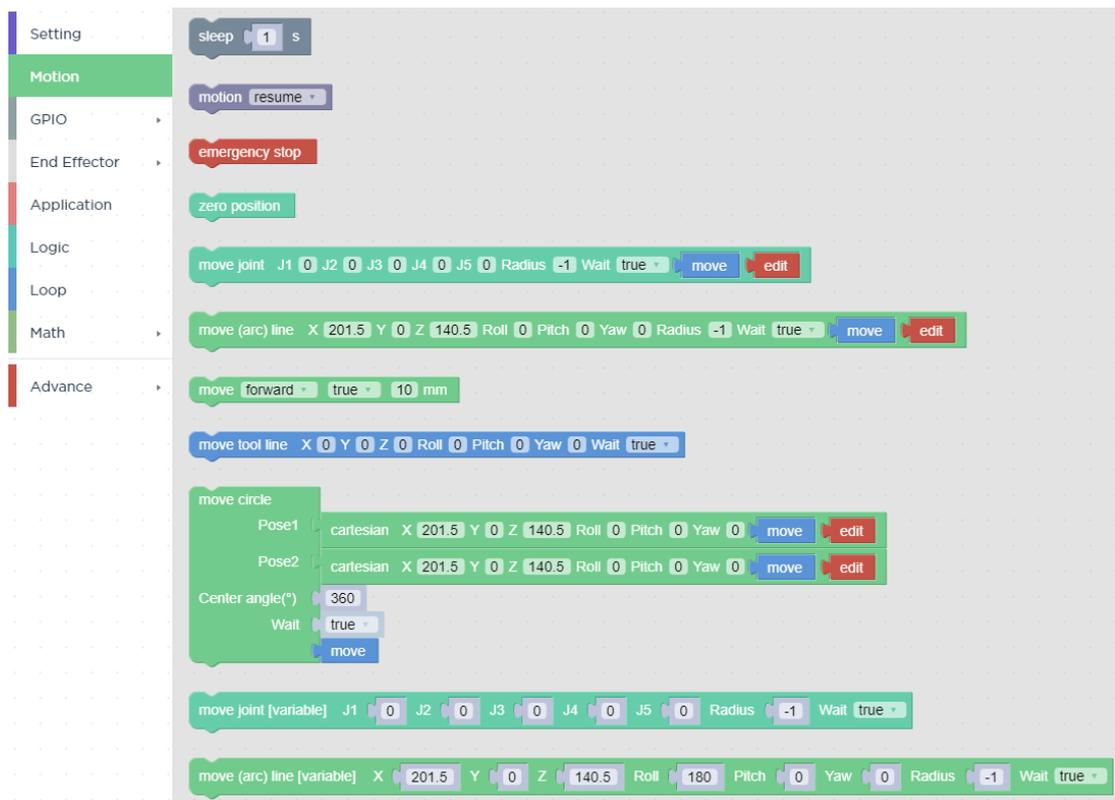 Setting
Motion
GPIO
End Effector
Application
Logic
Loop
Math
Advance
sleep 1 s
motion resume
emergency stop
zero position
move joint J1 0 J2 0 J3 0 J4 0 J5 0 Radius -1 Wait true move edit
move (arc) line X 201.5 Y 0 Z 140.5 Roll 0 Pitch 0 Yaw 0 Radius -1 Wait true move edit
move forward true 10 mm
move tool line X 0 Y 0 Z 0 Roll 0 Pitch 0 Yaw 0 Wait true
move circle
Pose1 cartesian X 201.5 Y 0 Z 140.5 Roll 0 Pitch 0 Yaw 0 move edit
Pose2 cartesian X 201.5 Y 0 Z 140.5 Roll 0 Pitch 0 Yaw 0 move edit
Center angle(°) 360
Wait true
move
move joint [variable] J1 0 J2 0 J3 0 J4 0 J5 0 Radius -1 Wait true
move (arc) line [variable] X 201.5 Y 0 Z 140.5 Roll 180 Pitch 0 Yaw 0 Radius -1 Wait true